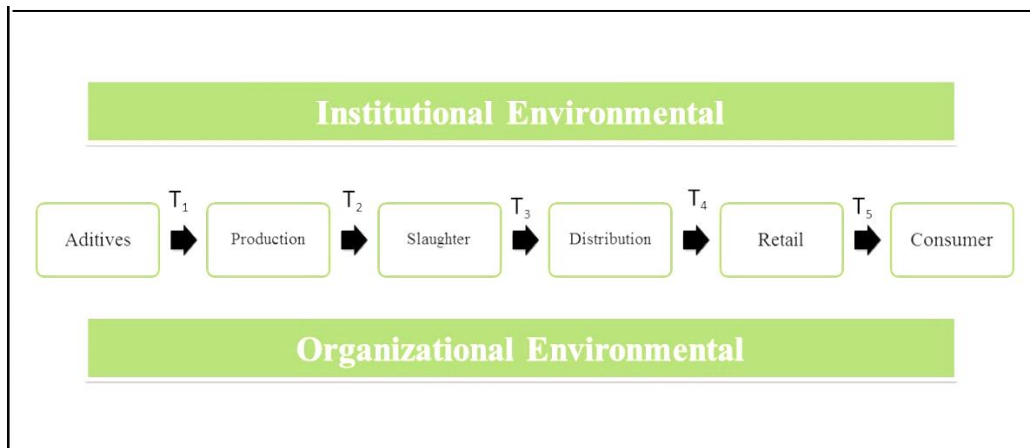 Institutional Environmental
T1 T2 T3 T4 T5
Aditives Production Slaughter Distribution Retail Consumer
Organizational Environmental